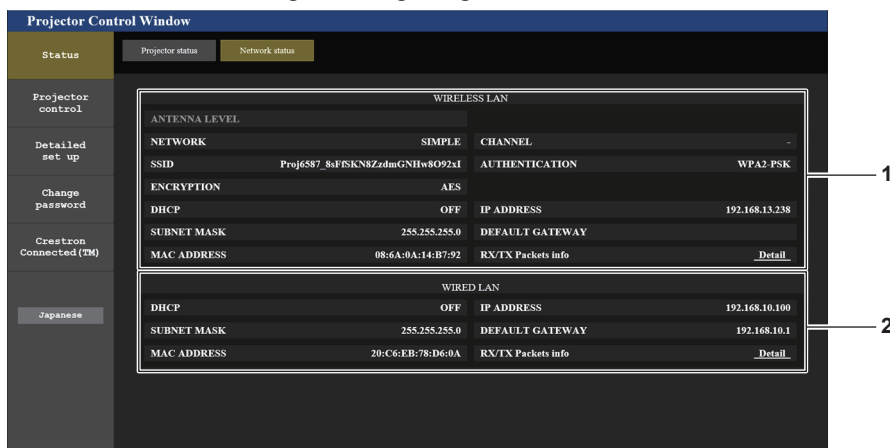 Projector Control Window
Status
Projector status
Network status
Projector
control
Detailed
set up
Change
password
Crestron
Connected(TM)
Japanese
WIRELESS LAN
ANTENNA LEVEL
NETWORK SIMPLE CHANNEL -
SSID Proj6587_8sFfSKN8ZzdmGNHw8O92xI AUTHENTICATION WPA2-PSK
ENCRYPTION AES
DHCP OFF IP ADDRESS 192.168.13.238
SUBNET MASK 255.255.255.0 DEFAULT GATEWAY
MAC ADDRESS 08:6A:0A:14:B7:92 RX/TX Packets info Detail
1
WIRED LAN
DHCP OFF IP ADDRESS 192.168.10.100
SUBNET MASK 255.255.255.0 DEFAULT GATEWAY 192.168.10.1
MAC ADDRESS 20:C6:EB:78:D6:0A RX/TX Packets info Detail
2